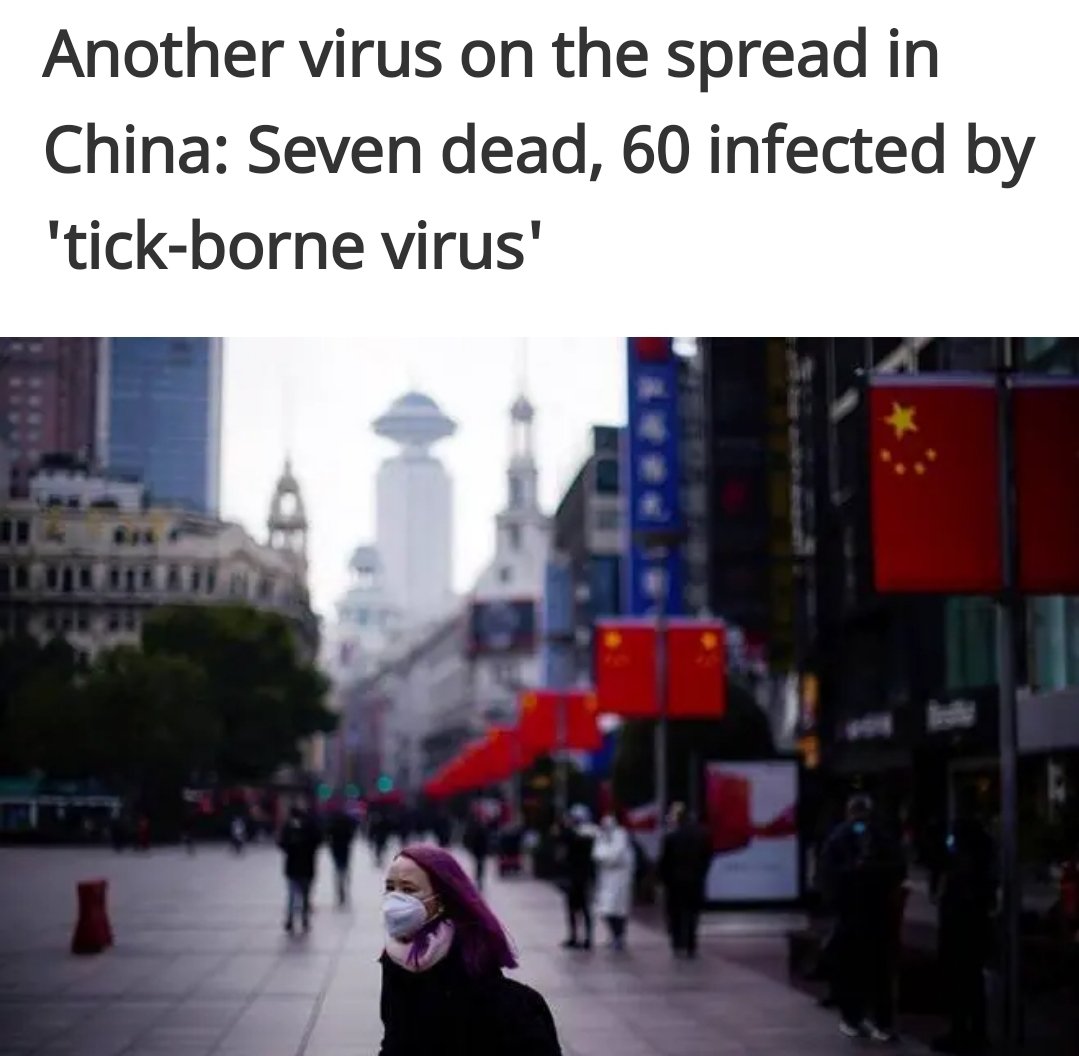 Another virus on the spread in
China: Seven dead, 60 infected by
'tick-borne virus'